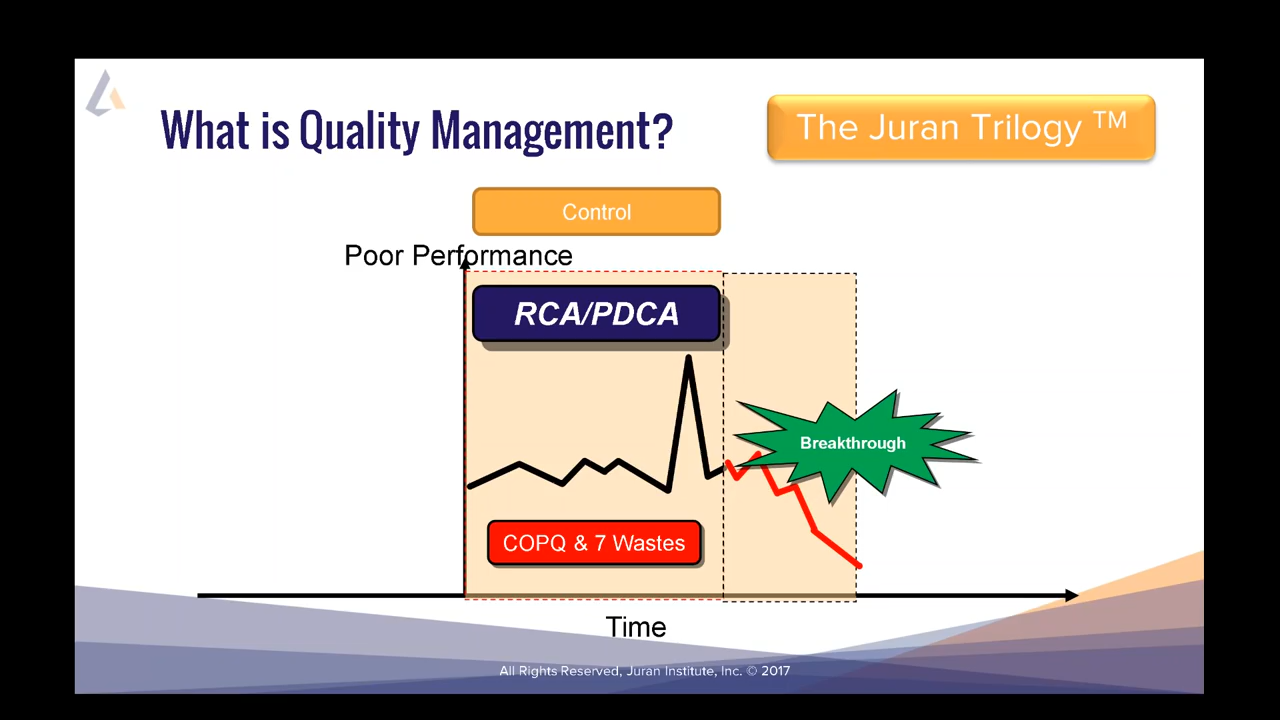 What is Quality Management?
The Juran Trilogy ™
Control
Poor Performance
RCA/PDCA
Breakthrough
COPQ & 7 Wastes
Time
All Rights Reserved, Juran Institute, Inc. © 2017